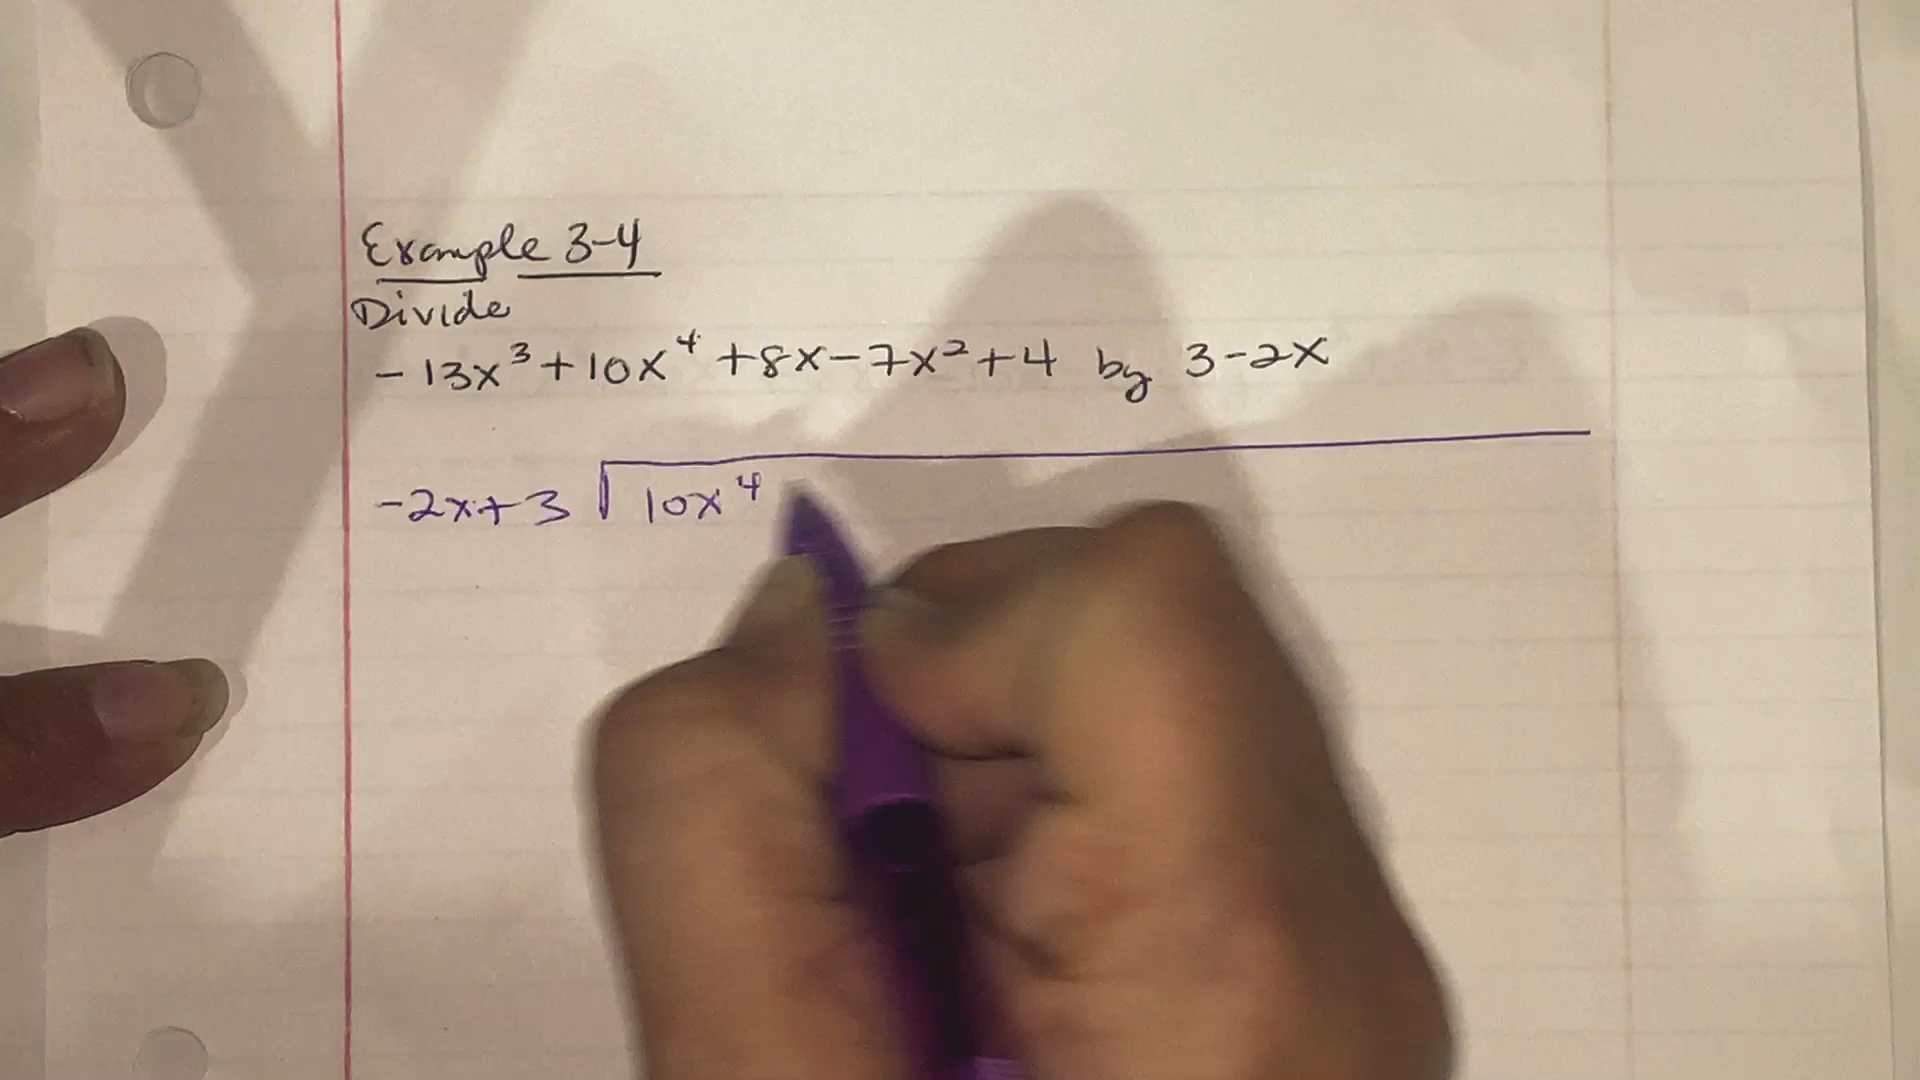 Example 3-4
Divide
-13x³+10x⁴+8x-7x²+4 by 3-2x
-2x+3 10x⁴